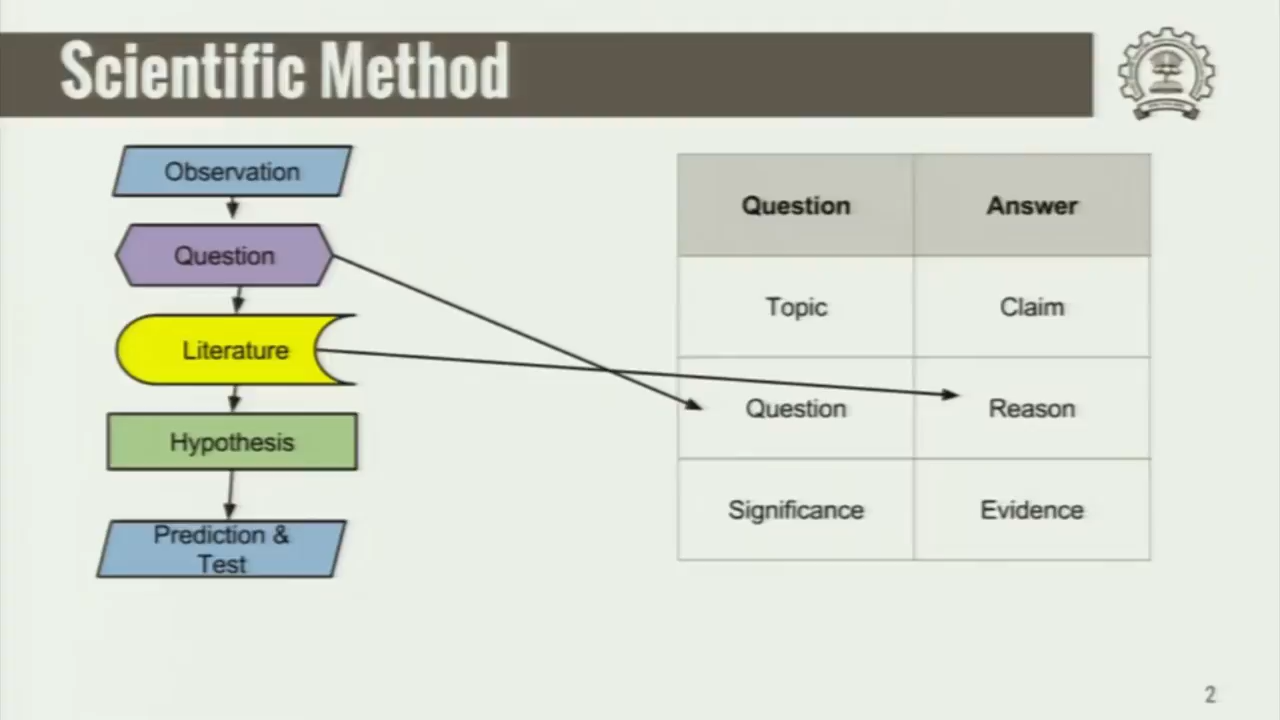 Scientific Method
Observation
Question
Literature
Hypothesis
Prediction &
Test
Question Answer
Topic Claim
Question Reason
Significance Evidence
2